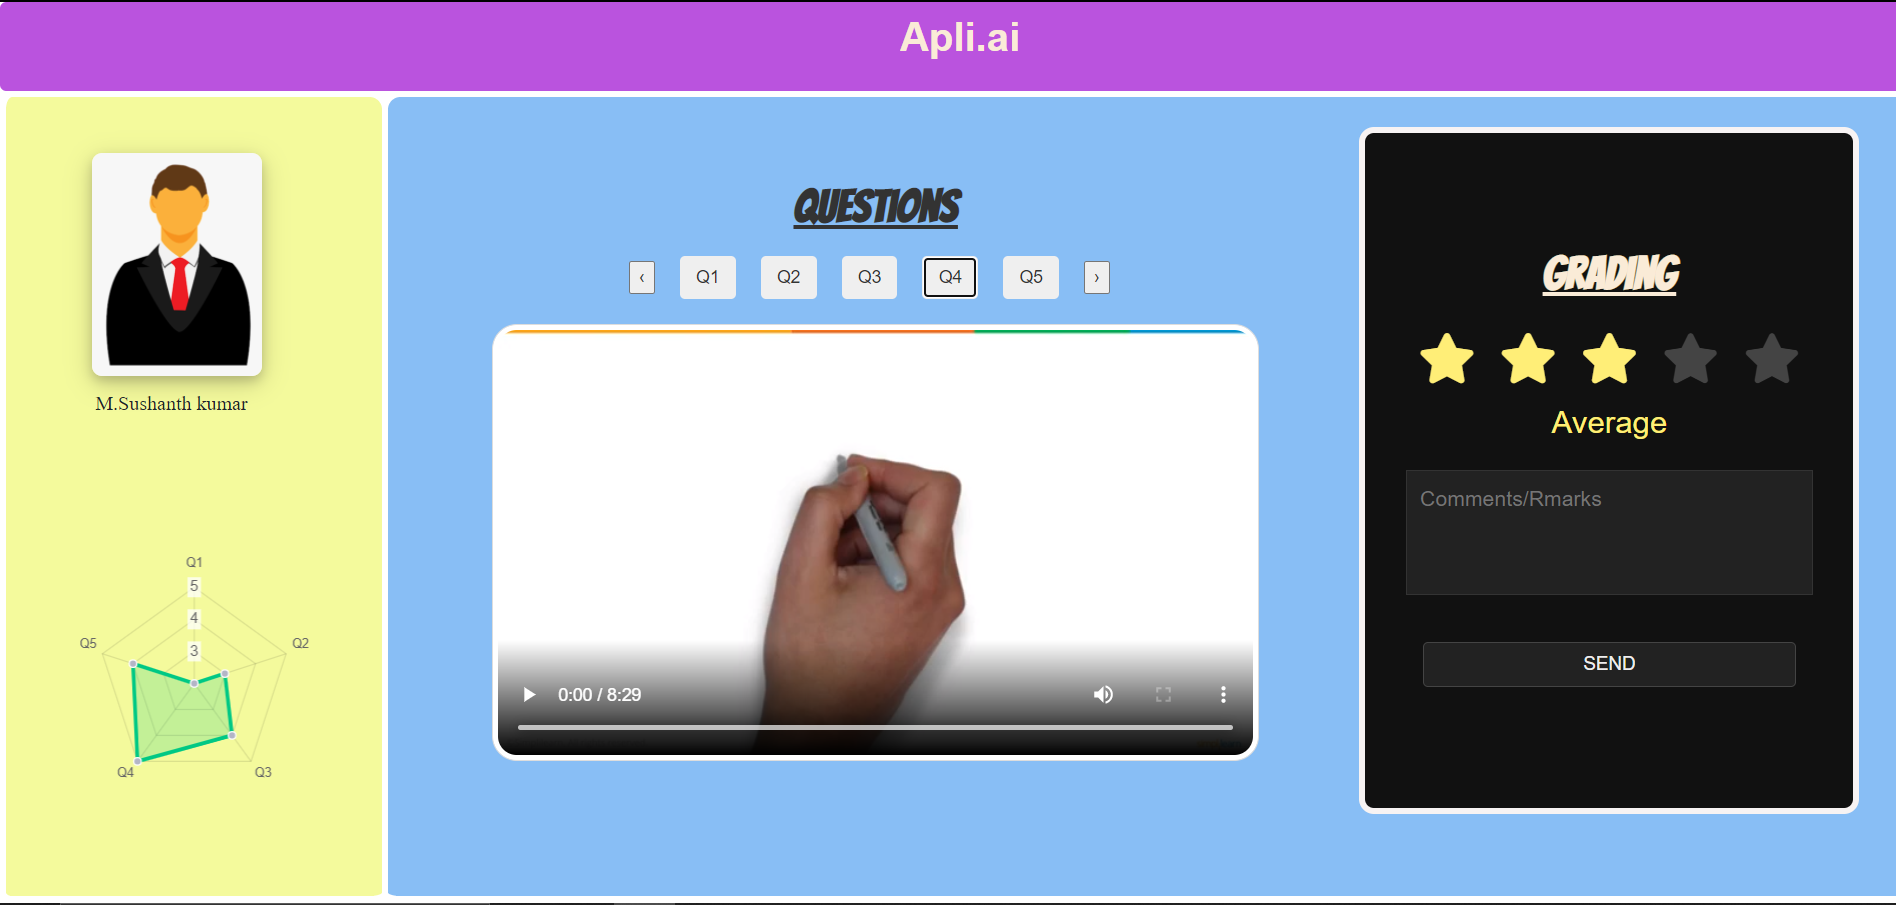 Apli.ai
M.Sushanth kumar
Q1
5
4
3
Q5
Q2
Q4
Q3
QUESTIONS
‹ Q1 Q2 Q3 Q4 Q5 ›
0:00 / 8:29
GRADING
Average
Comments/Rmarks
SEND